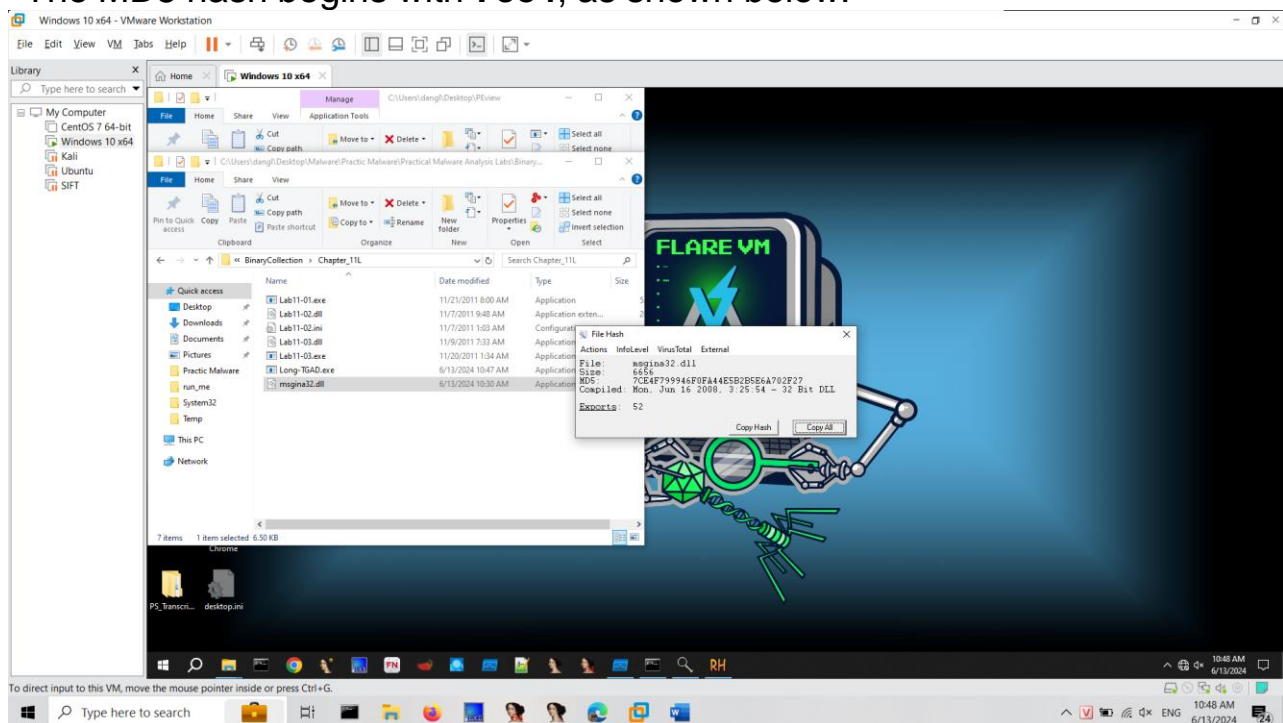 Windows 10 x64 - VMware Workstation
File Edit View VM Tabs Help
Library X
Type here to search
My Computer
CentOS 7 64-bit
Windows 10 x64
Kali
Ubuntu
SIFT
Home
Windows 10 x64
Manage C:\Users\dangl\Desktop\PEview
File Home Share View Application Tools
Cut
Move to Delete
Select all
Copy path
Select none
C:\Users\dangl\Desktop\Malware\Practic Malware\Practical Malware Analysis Labs\Binary...
File Home Share View
Pin to Quick access
Copy
Paste
Cut
Copy path
Paste shortcut
Move to
Copy to
Delete
Rename
New folder
Properties
Select all
Select none
Invert selection
Clipboard Organize New Open Select
BinaryCollection Chapter_11L
Search Chapter_11L
Name Date modified Type Size
Quick access
Desktop
Downloads
Documents
Pictures
Practic Malware
run_me
System32
Temp
This PC
Network
Lab11-01.exe 11/21/2011 8:00 AM Application
Lab11-02.dll 11/7/2011 9:48 AM Application exten...
Lab11-02.ini 11/7/2011 1:03 AM
Lab11-03.dll 11/9/2011 7:33 AM Application
Lab11-03.exe 11/20/2011 1:34 AM Application
Long-TGAD.exe 6/13/2024 10:47 AM Application
msgina32.dll 6/13/2024 10:30 AM Application
7 items 1 item selected 6.50 KB
FLARE VM
File Hash
Actions InfoLevel VirusTotal External
File: msgina32.dll
Size: 6656
MD5: 7CE4F799946F0FA44E5B2B5E6A702F27
Compiled: Mon, Jun 16 2008, 3:25:54 - 32 Bit DLL
Exports: 52
Copy Hash Copy All
Chrome
PS_Transcri... desktop.ini
FN
RH
10:48 AM
6/13/2024
To direct input to this VM, move the mouse pointer inside or press Ctrl+G.
Type here to search
ENG
10:48 AM
6/13/2024